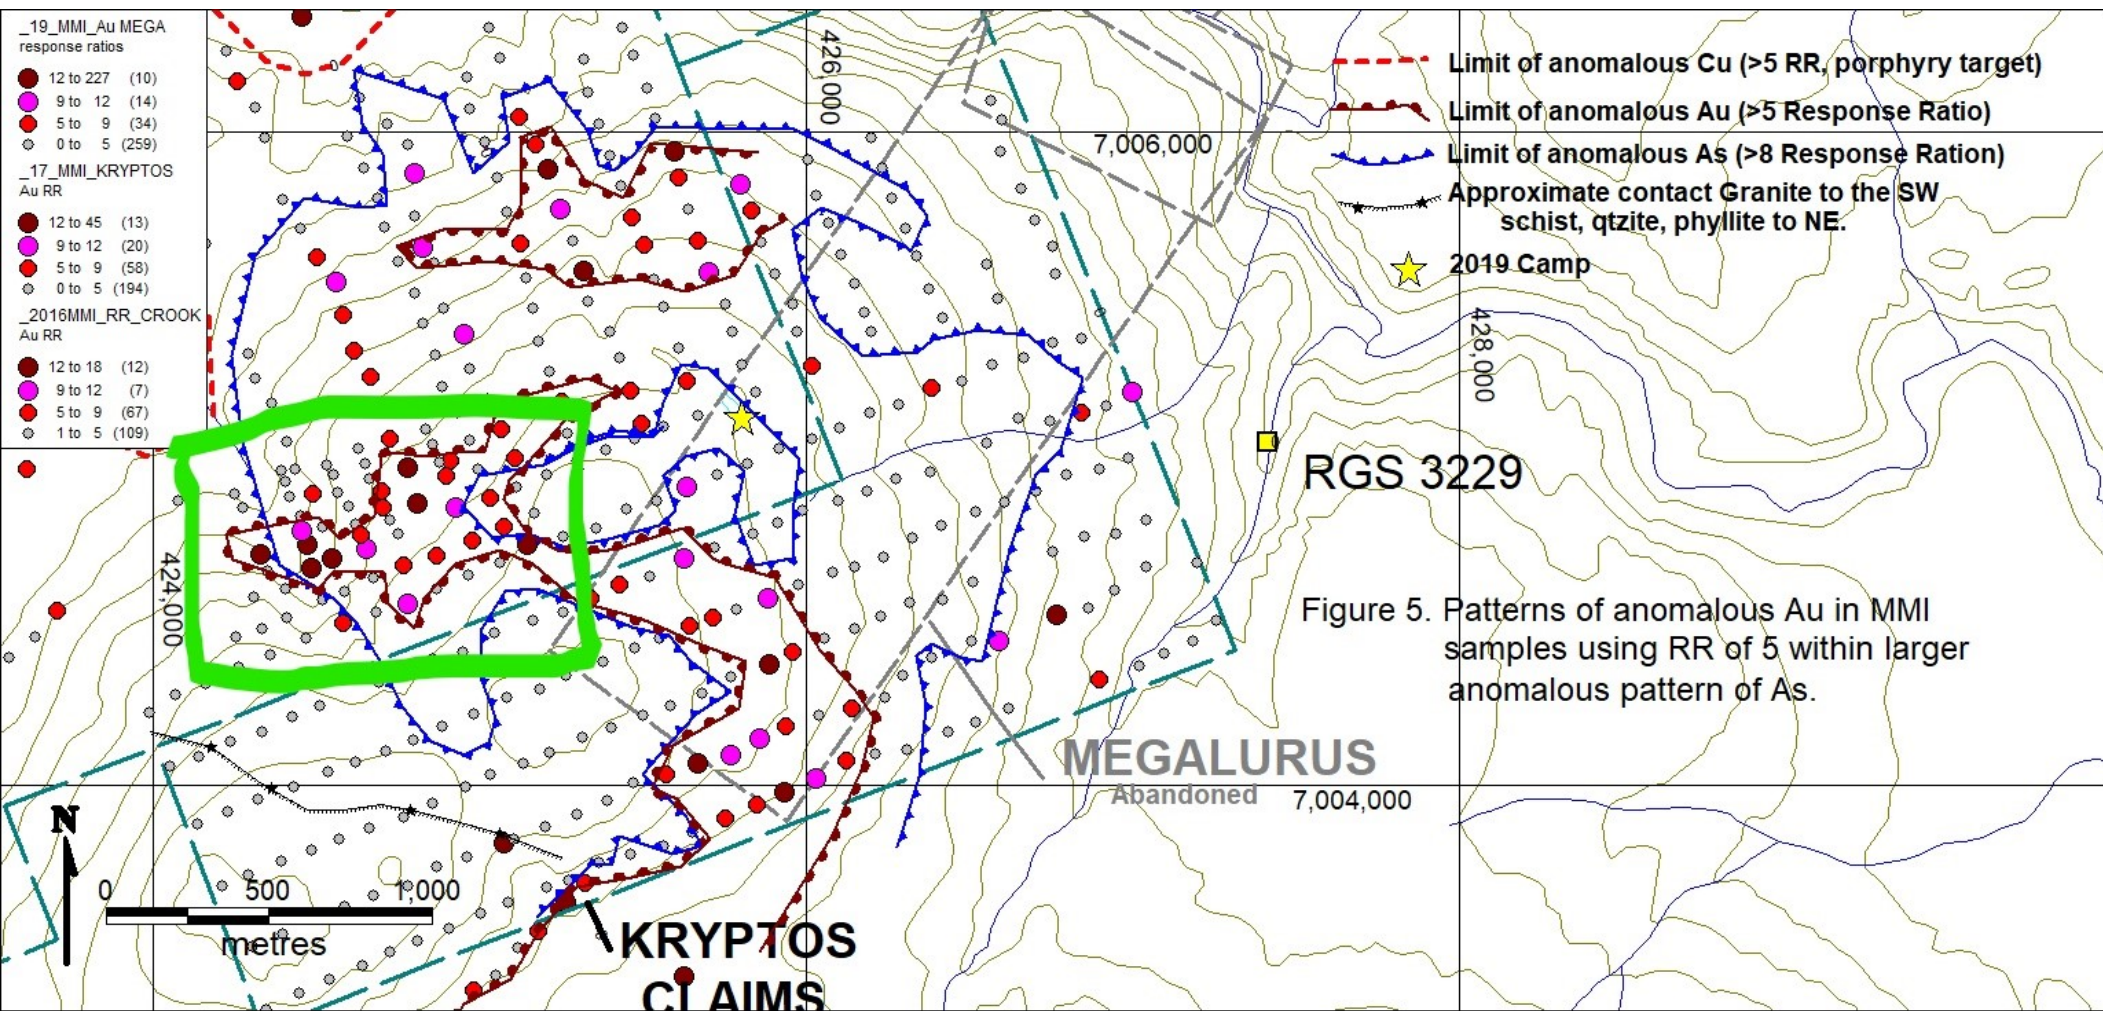 _19_MMI_Au MEGA
response ratios
12 to 227 (10)
9 to 12 (14)
5 to 9 (34)
0 to 5 (259)
_17_MMI_KRYPTOS
Au RR
12 to 45 (13)
9 to 12 (20)
5 to 9 (58)
0 to 5 (194)
_2016MMI_RR_CROOK
Au RR
12 to 18 (12)
9 to 12 (7)
5 to 9 (67)
1 to 5 (109)
426,000
7,006,000
Limit of anomalous Cu (>5 RR, porphyry target)
Limit of anomalous Au (>5 Response Ratio)
Limit of anomalous As (>8 Response Ration)
Approximate contact Granite to the SW
schist, qtzite, phyllite to NE.
2019 Camp
428,000
RGS 3229
424,000
Figure 5. Patterns of anomalous Au in MMI
samples using RR of 5 within larger
anomalous pattern of As.
MEGALURUS
Abandoned
7,004,000
N
0 500 1,000
metres
KRYPTOS
CLAIMS